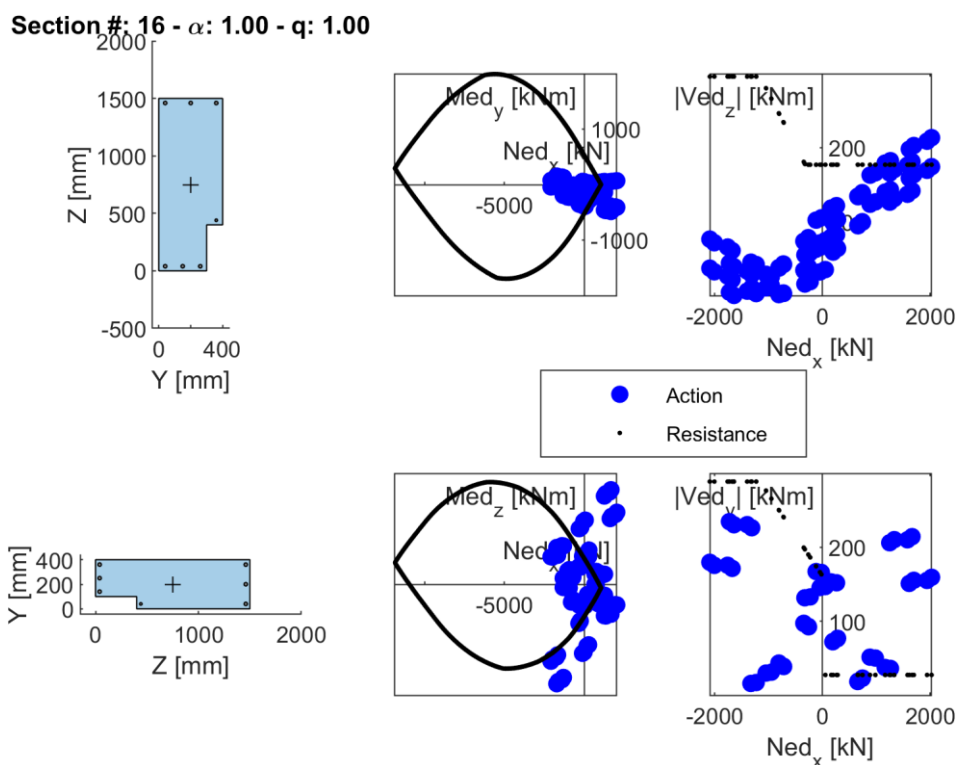 Section #: 16 - α: 1.00 - q: 1.00
2000
1500
1000
500
0
-500
Z [mm]
0
400
Y [mm]
Med_y [kNm]
1000
Ned_x [kN]
-5000
-1000
|Ved_z| [kNm]
200
0
-2000
0
2000
Ned_x [kN]
Action
Resistance
400
200
0
Y [mm]
0
1000
2000
Z [mm]
Med_z [kNm]
Ned_x
-5000
|Ved_y| [kNm]
200
100
-2000
0
2000
Ned_x [kN]